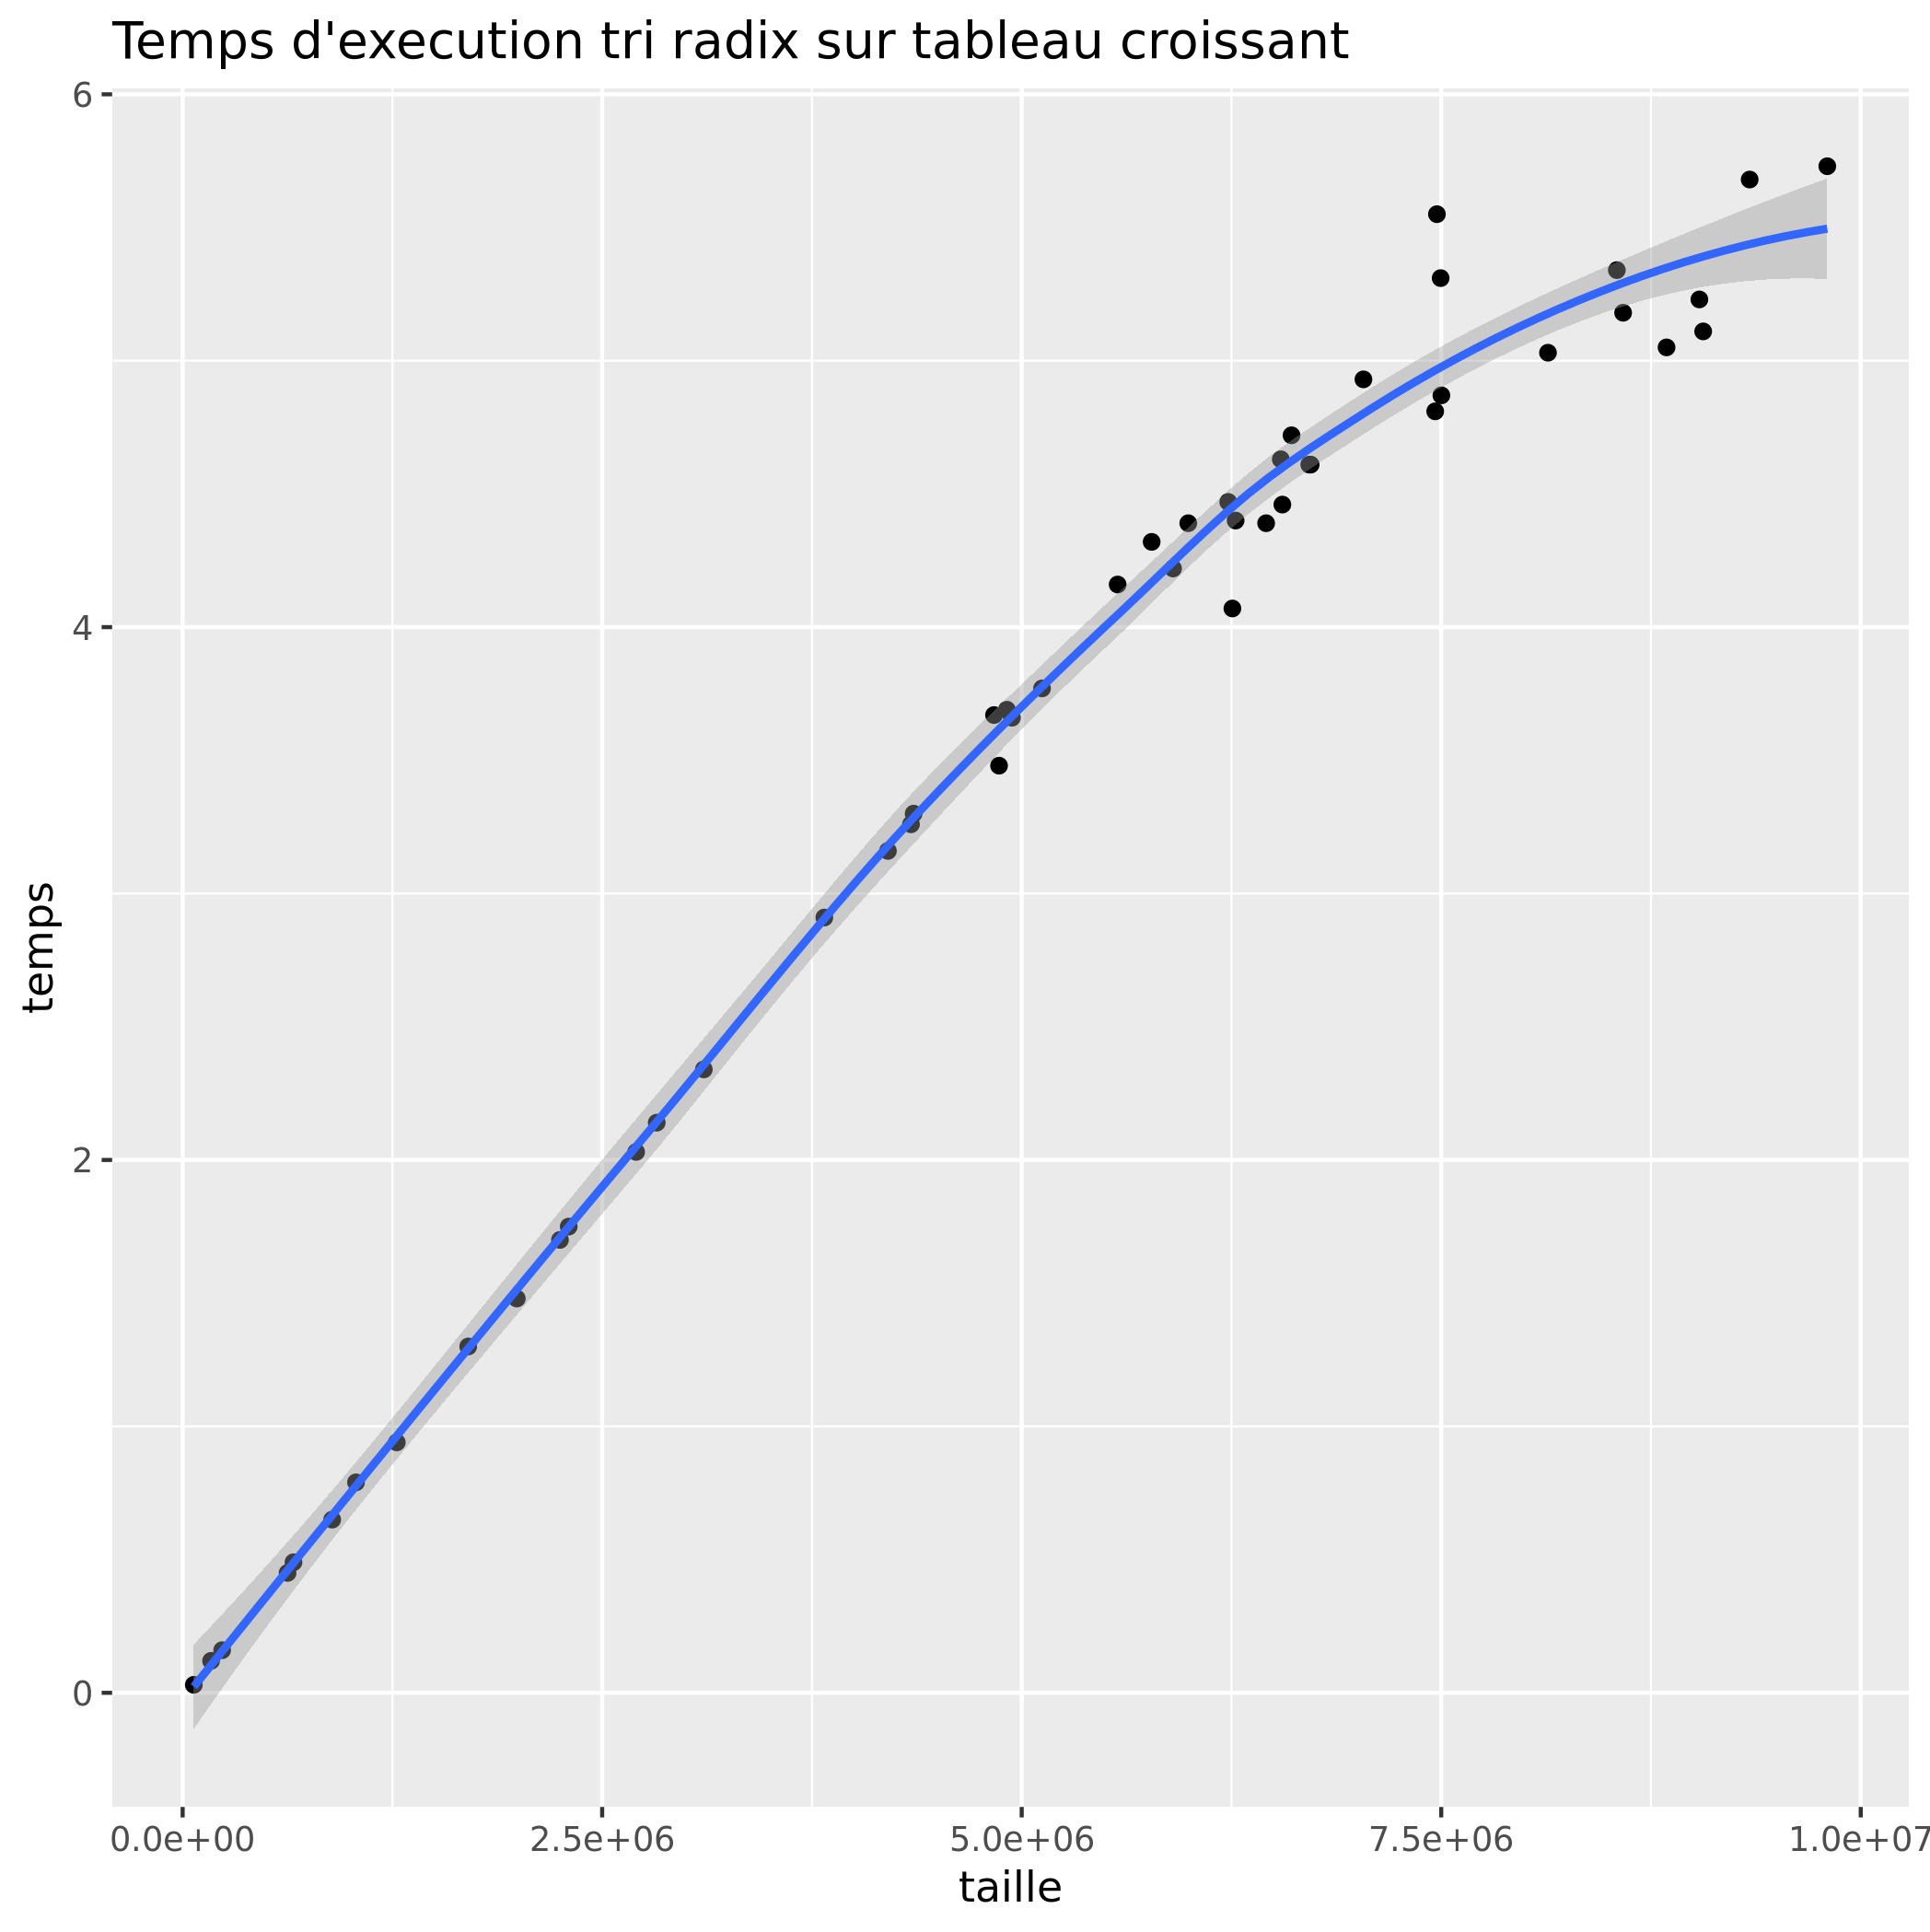 Temps d'execution tri radix sur tableau croissant
6
4
2
0
temps
0.0e+00 2.5e+06 5.0e+06 7.5e+06 1.0e+07
taille